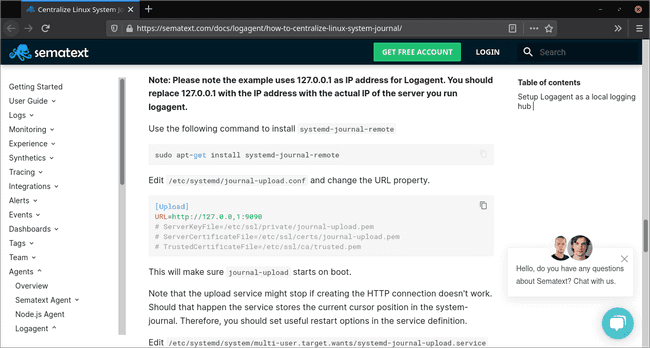 Centralize Linux System Jo
https://sematext.com/docs/logagent/how-to-centralize-linux-system-journal/
sematext
GET FREE ACCOUNT
LOGIN
Search
Getting Started
User Guide
Logs
Monitoring
Experience
Synthetics
Tracing
Integrations
Alerts
Events
Dashboards
Tags
Team
Agents
Overview
Sematext Agent
Node.js Agent
Logagent
Note: Please note the example uses 127.0.0.1 as IP address for Logagent. You should
replace 127.0.0.1 with the IP address with the actual IP of the server you run
logagent.
Use the following command to install systemd-journal-remote
sudo apt-get install systemd-journal-remote
Edit /etc/systemd/journal-upload.conf and change the URL property.
[Upload]
URL=http://127.0.0,1:9090
# ServerKeyFile=/etc/ssl/private/journal-upload.pem
# ServerCertificateFile=/etc/ssl/certs/journal-upload.pem
# TrustedCertificateFile=/etc/ssl/ca/trusted.pem
This will make sure journal-upload starts on boot.
Note that the upload service might stop if creating the HTTP connection doesn't work.
Should that happen the service stores the current cursor position in the system-
journal. Therefore, you should set useful restart options in the service definition.
Edit /etc/systemd/system/multi-user.target.wants/systemd-journal-upload.service
Table of contents
Setup Logagent as a local logging
hub
Hello, do you have any questions
about Sematext? Chat with us.